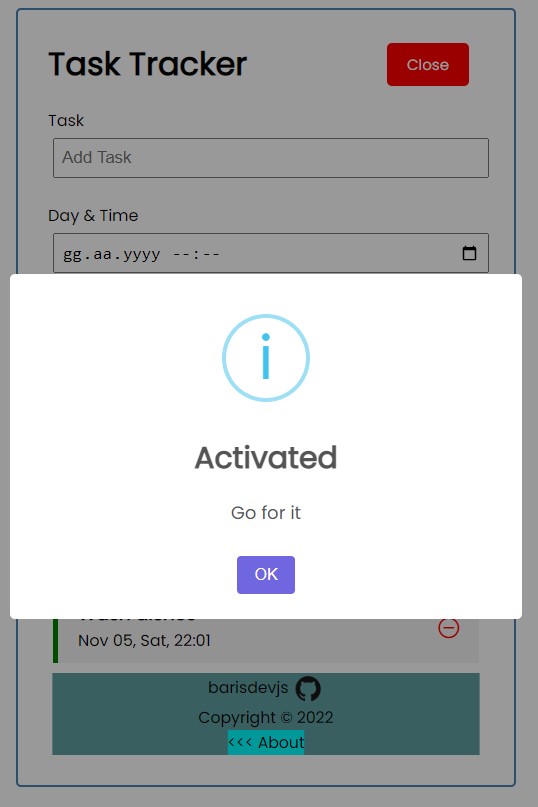 Task Tracker
Close
Task
Add Task
Day & Time
gg.aa.yyyy --:--
i
Activated
Go for it
OK
Nov 05, Sat, 22:01
barisdevjs
Copyright © 2022
<<< About